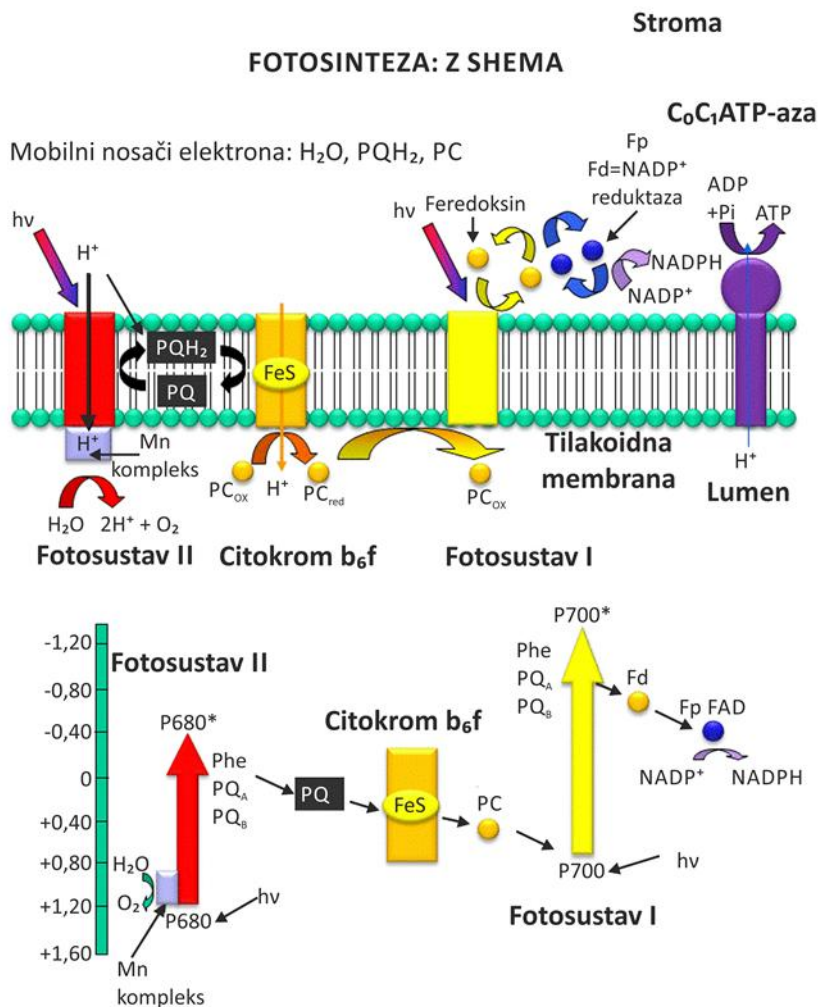 Stroma
FOTOSINTEZA: Z SHEMA
C₀C₁ATP-aza
Mobilni nosači elektrona: H₂O, PQH₂, PC
Fp
Fd=NADP⁺
reduktaza
Feredoksin
ADP
+Pi
ATP
hν
H⁺
hν
NADPH
NADP⁺
PQH₂
PQ
FeS
H⁺
Mn
kompleks
PCₒₓ
H⁺
PC_red
PCₒₓ
Tilakoidna
membrana
H⁺
Lumen
H₂O
2H⁺ + O₂
Fotosustav II
Citokrom b₆f
Fotosustav I
-1,20
-0,80
-0,40
0
+0,40
+0,80
+1,20
+1,60
Fotosustav II
P680*
Phe
PQ_A
PQ_B
H₂O
O₂
P680
hν
Mn
kompleks
PQ
Citokrom b₆f
FeS
PC
P700*
Phe
PQ_A
PQ_B
Fd
Fp FAD
NADP⁺
NADPH
P700
hν
Fotosustav I